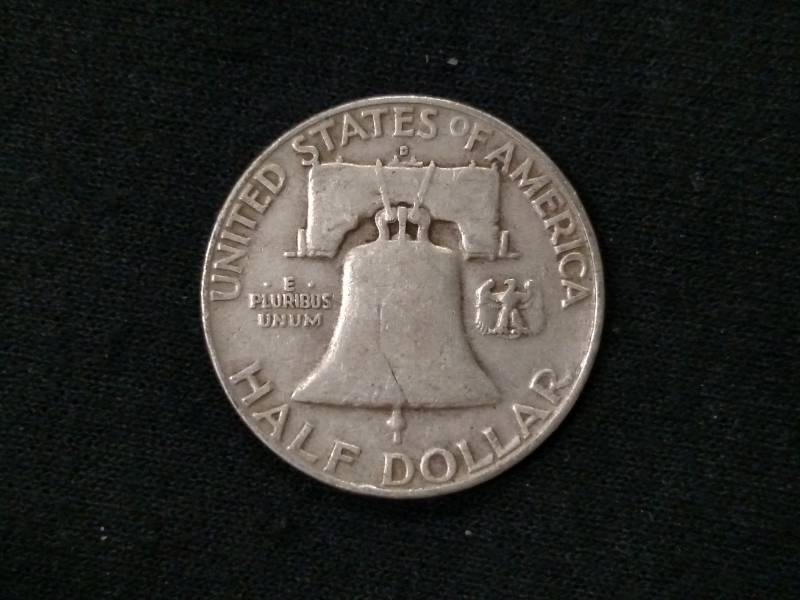 UNITED STATES OF AMERICA
D
· E ·
PLURIBUS
UNUM
HALF DOLLAR